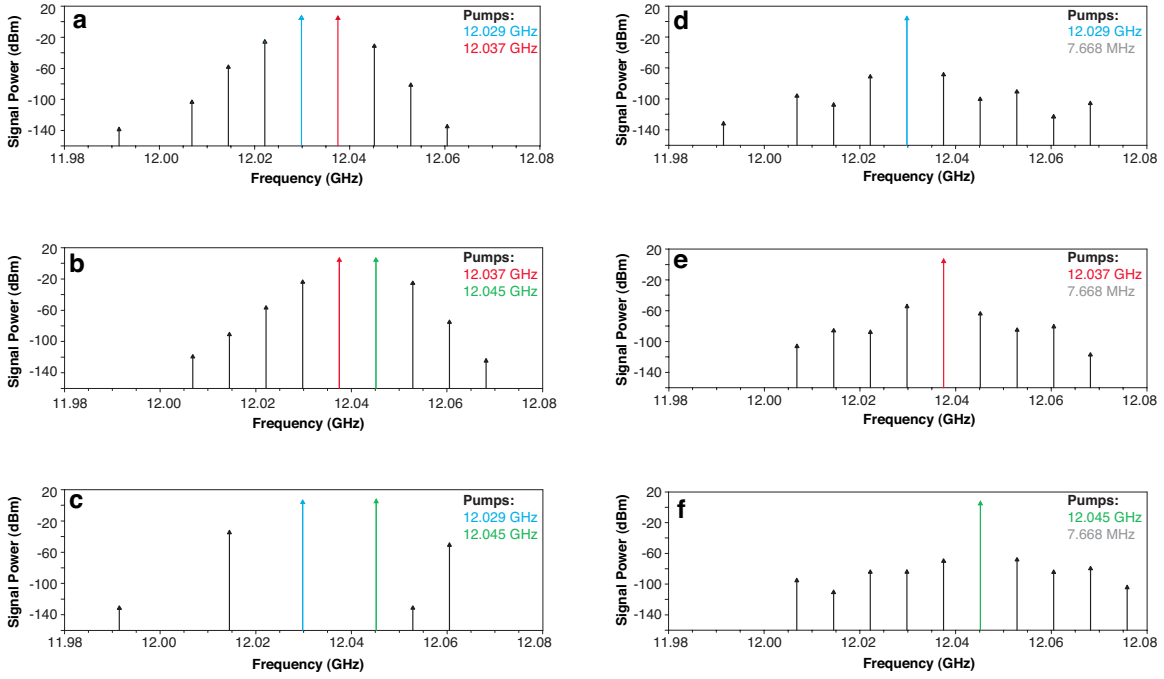 a
Pumps:
12.029 GHz
12.037 GHz
Signal Power (dBm)
20
-20
-60
-100
-140
11.98 12.00 12.02 12.04 12.06 12.08
Frequency (GHz)
d
Pumps:
12.029 GHz
7.668 MHz
Signal Power (dBm)
20
-20
-60
-100
-140
11.98 12.00 12.02 12.04 12.06 12.08
Frequency (GHz)
b
Pumps:
12.037 GHz
12.045 GHz
Signal Power (dBm)
20
-20
-60
-100
-140
11.98 12.00 12.02 12.04 12.06 12.08
Frequency (GHz)
e
Pumps:
12.037 GHz
7.668 MHz
Signal Power (dBm)
20
-20
-60
-100
-140
11.98 12.00 12.02 12.04 12.06 12.08
Frequency (GHz)
c
Pumps:
12.029 GHz
12.045 GHz
Signal Power (dBm)
20
-20
-60
-100
-140
11.98 12.00 12.02 12.04 12.06 12.08
Frequency (GHz)
f
Pumps:
12.045 GHz
7.668 MHz
Signal Power (dBm)
20
-20
-60
-100
-140
11.98 12.00 12.02 12.04 12.06 12.08
Frequency (GHz)